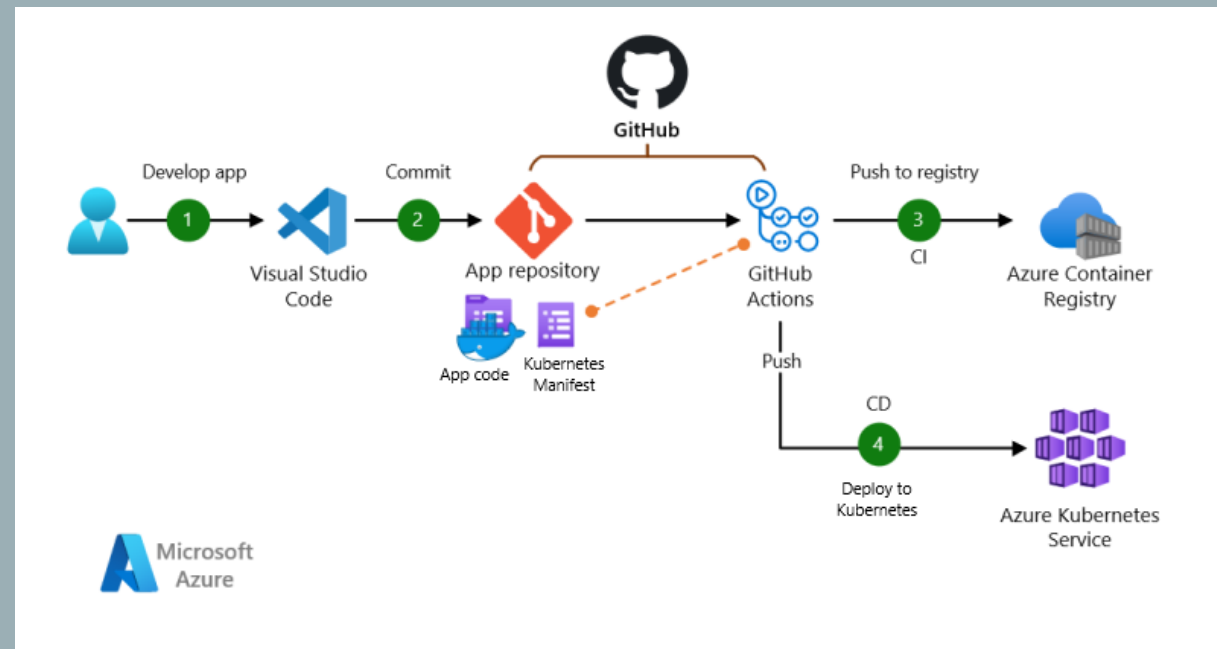 GitHub
Develop app
Commit
Push to registry
1
2
3
CI
Visual Studio
Code
App repository
GitHub
Actions
Azure Container
Registry
App code
Kubernetes
Manifest
Push
CD
4
Deploy to
Kubernetes
Azure Kubernetes
Service
Microsoft
Azure